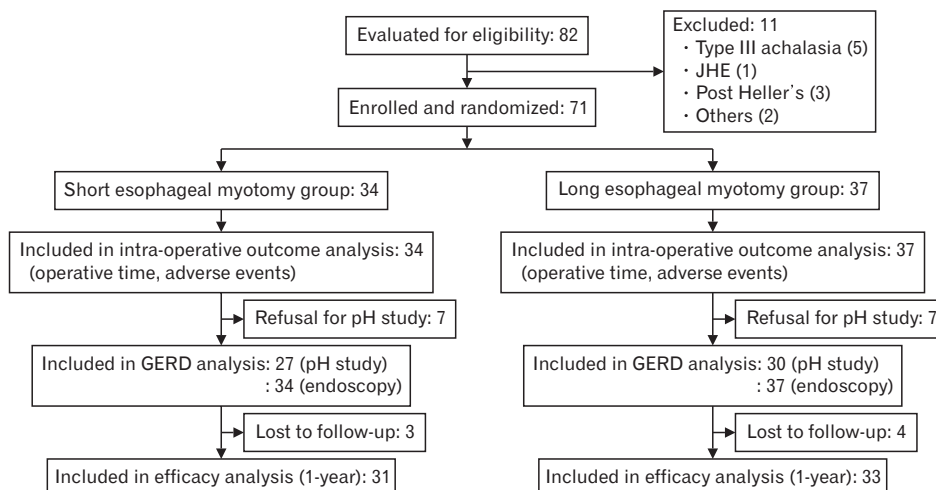 Evaluated for eligibility: 82
Excluded: 11
· Type III achalasia (5)
· JHE (1)
· Post Heller's (3)
· Others (2)
Enrolled and randomized: 71
Short esophageal myotomy group: 34
Long esophageal myotomy group: 37
Included in intra-operative outcome analysis: 34
(operative time, adverse events)
Included in intra-operative outcome analysis: 37
(operative time, adverse events)
Refusal for pH study: 7
Refusal for pH study: 7
Included in GERD analysis: 27 (pH study)
: 34 (endoscopy)
Included in GERD analysis: 30 (pH study)
: 37 (endoscopy)
Lost to follow-up: 3
Lost to follow-up: 4
Included in efficacy analysis (1-year): 31
Included in efficacy analysis (1-year): 33